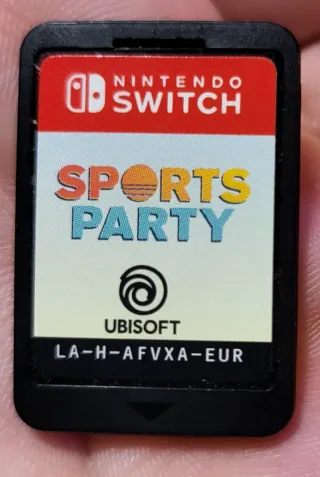 NINTENDO
SWITCH
SPORTS
PARTY
UBISOFT
LA-H-AFVXA-EUR